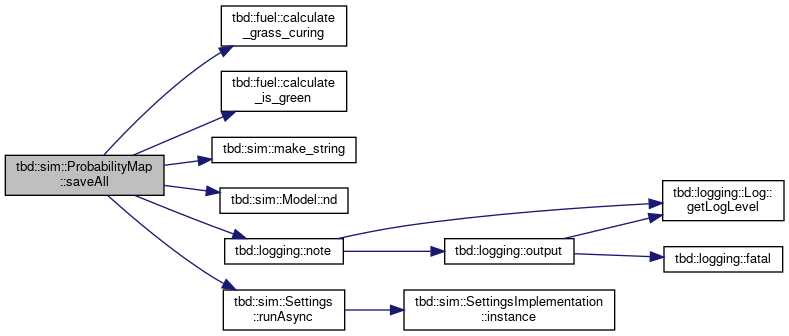 tbd::fuel::calculate
_grass_curing
tbd::fuel::calculate
_is_green
tbd::sim::make_string
tbd::sim::ProbabilityMap
::saveAll
tbd::sim::Model::nd
tbd::logging::Log::
getLogLevel
tbd::logging::note
tbd::logging::output
tbd::logging::fatal
tbd::sim::Settings
::runAsync
tbd::sim::SettingsImplementation
::instance